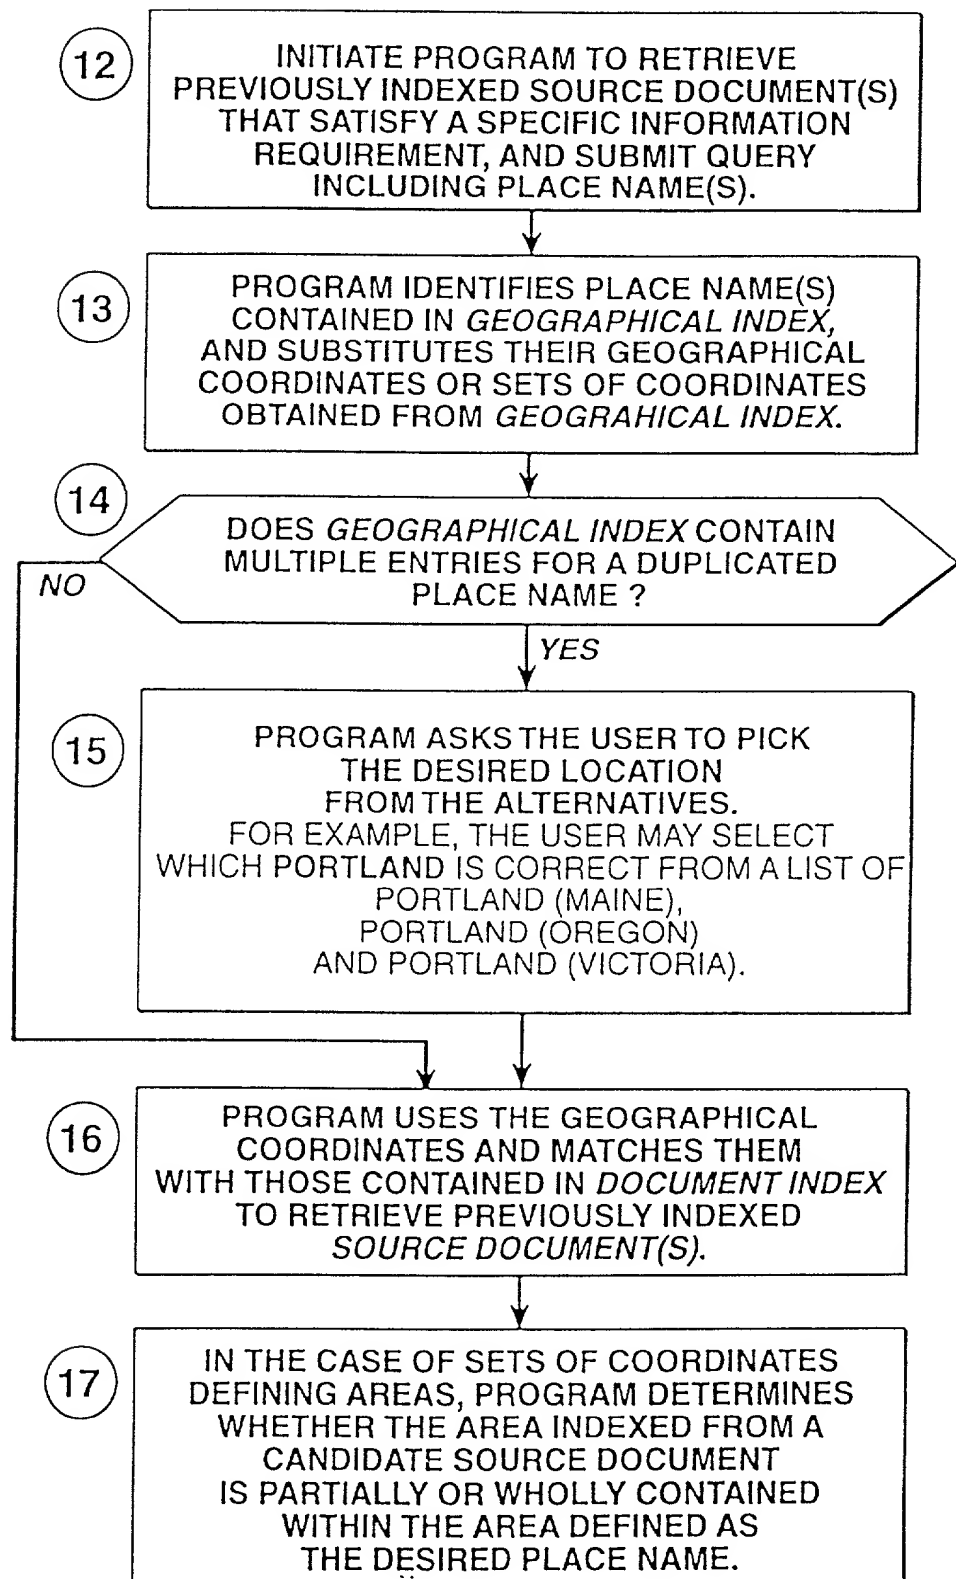 12
INITIATE PROGRAM TO RETRIEVE
PREVIOUSLY INDEXED SOURCE DOCUMENT(S)
THAT SATISFY A SPECIFIC INFORMATION
REQUIREMENT, AND SUBMIT QUERY
INCLUDING PLACE NAME(S).
13
PROGRAM IDENTIFIES PLACE NAME(S)
CONTAINED IN GEOGRAPHICAL INDEX,
AND SUBSTITUTES THEIR GEOGRAPHICAL
COORDINATES OR SETS OF COORDINATES
OBTAINED FROM GEOGRAHICAL INDEX.
14
DOES GEOGRAPHICAL INDEX CONTAIN
MULTIPLE ENTRIES FOR A DUPLICATED
PLACE NAME ?
NO
YES
15
PROGRAM ASKS THE USER TO PICK
THE DESIRED LOCATION
FROM THE ALTERNATIVES.
FOR EXAMPLE, THE USER MAY SELECT
WHICH PORTLAND IS CORRECT FROM A LIST OF
PORTLAND (MAINE),
PORTLAND (OREGON)
AND PORTLAND (VICTORIA).
16
PROGRAM USES THE GEOGRAPHICAL
COORDINATES AND MATCHES THEM
WITH THOSE CONTAINED IN DOCUMENT INDEX
TO RETRIEVE PREVIOUSLY INDEXED
SOURCE DOCUMENT(S).
17
IN THE CASE OF SETS OF COORDINATES
DEFINING AREAS, PROGRAM DETERMINES
WHETHER THE AREA INDEXED FROM A
CANDIDATE SOURCE DOCUMENT
IS PARTIALLY OR WHOLLY CONTAINED
WITHIN THE AREA DEFINED AS
THE DESIRED PLACE NAME.